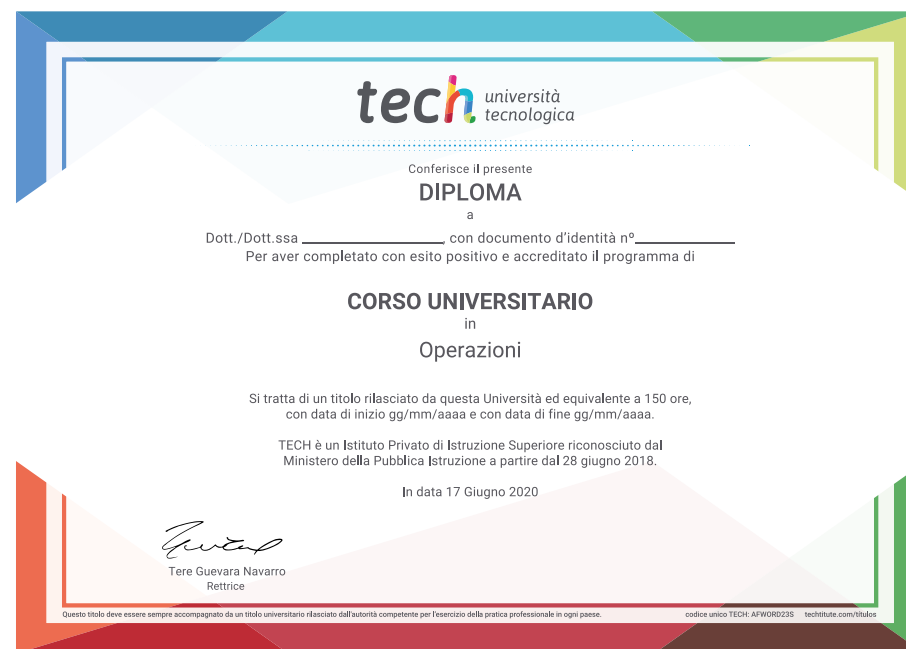 tech università
tecnologica
Conferisce il presente
DIPLOMA
a
Dott./Dott.ssa ______________, con documento d'identità nº__________
Per aver completato con esito positivo e accreditato il programma di
CORSO UNIVERSITARIO
in
Operazioni
Si tratta di un titolo rilasciato da questa Università ed equivalente a 150 ore,
con data di inizio gg/mm/aaaa e con data di fine gg/mm/aaaa.
TECH è un Istituto Privato di Istruzione Superiore riconosciuto dal
Ministero della Pubblica Istruzione a partire dal 28 giugno 2018.
In data 17 Giugno 2020
Tere Guevara Navarro
Rettrice
Questo titolo deve essere sempre accompagnato da un titolo universitario rilasciato dall'autorità competente per l'esercizio della pratica professionale in ogni paese. codice unico TECH: AFWORD23S techtitute.com/titulos